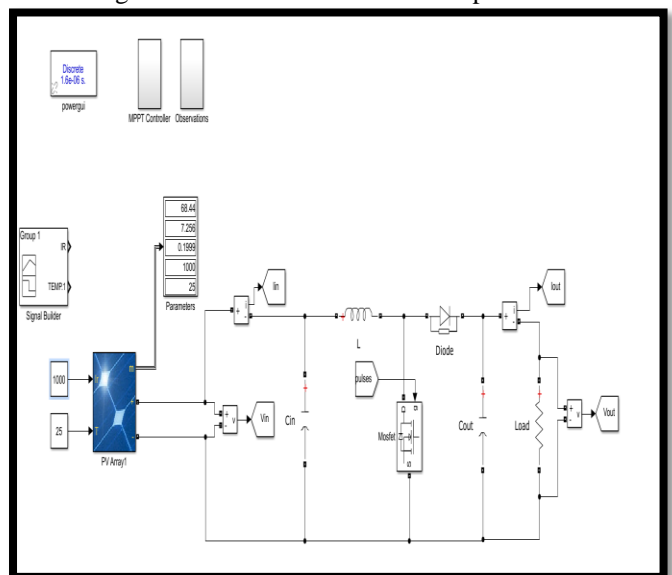 Discrete
1.6e-06 s.
powergui
MPPT Controller
Observations
68.44
7.256
0.1999
1000
25
Parameters
Group 1
IR
TEMP.1
Signal Builder
Iin
Iout
L
Diode
1000
25
T
m
+
-
PV Array1
+
-
v
Vin
Cin
pulses
g
D
S
Mosfet
Cout
Load
+
-
v
Vout